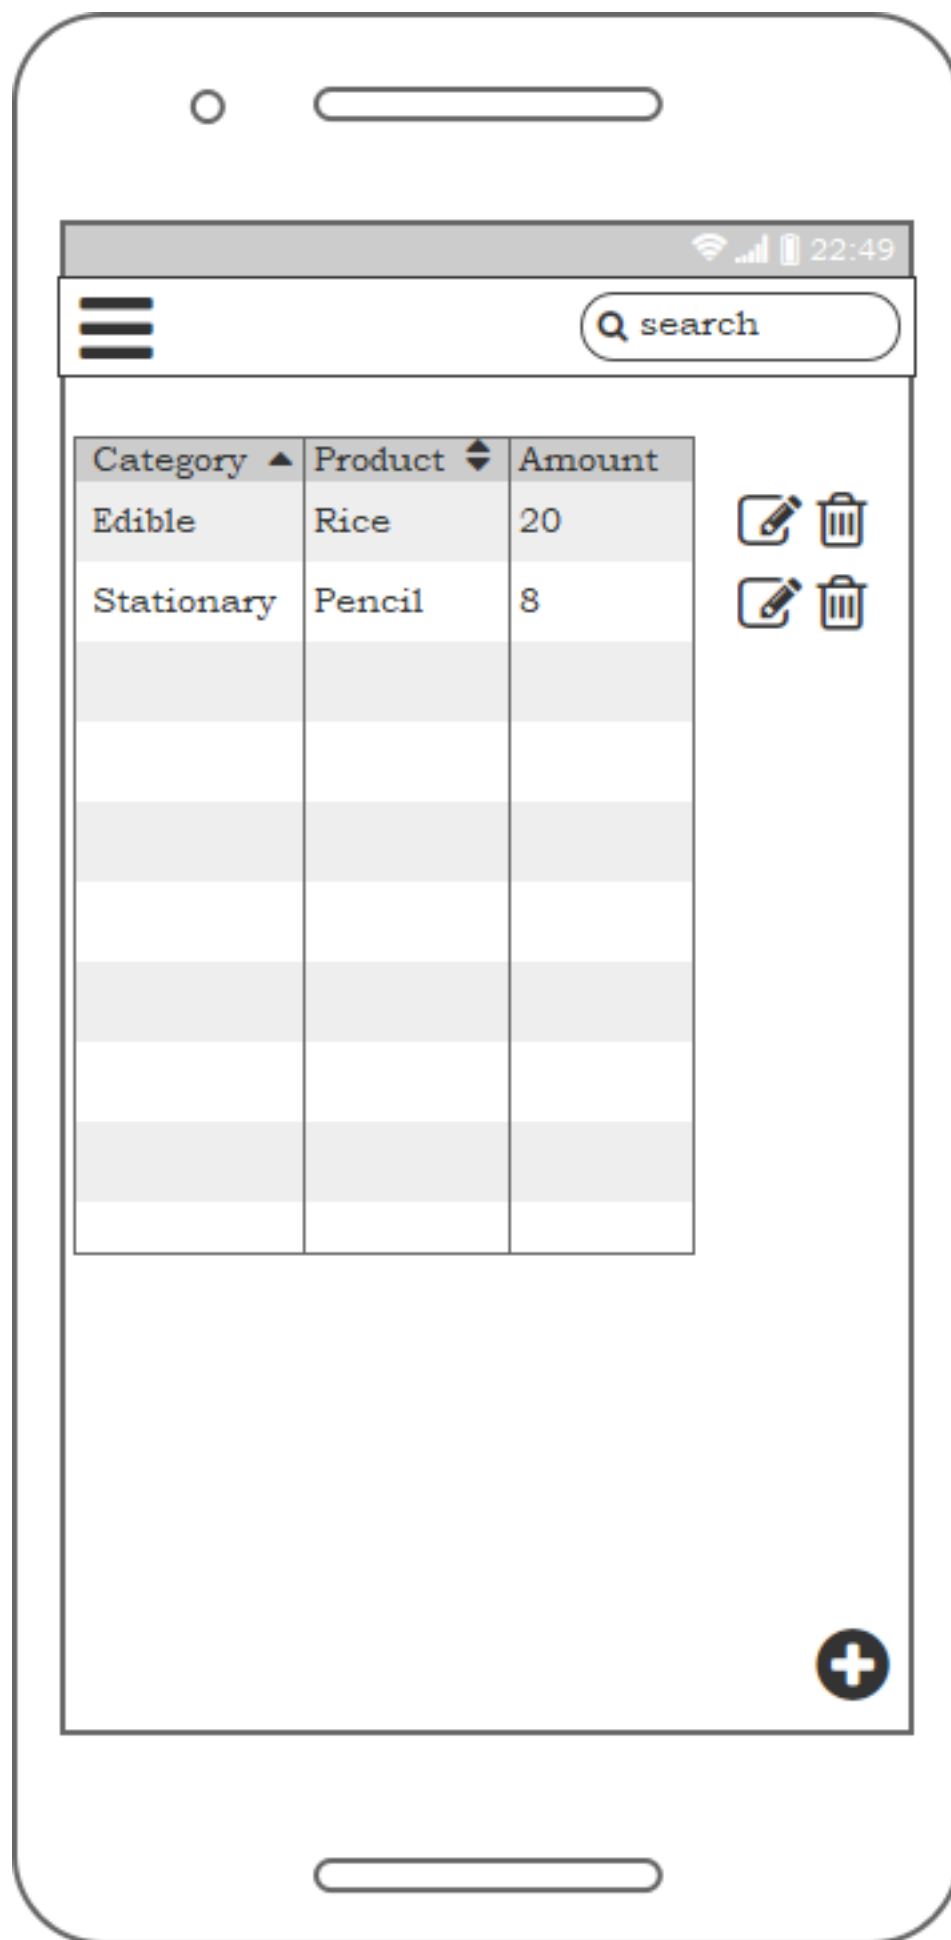 22:49
search
Category Product Amount
Edible Rice 20
Stationary Pencil 8